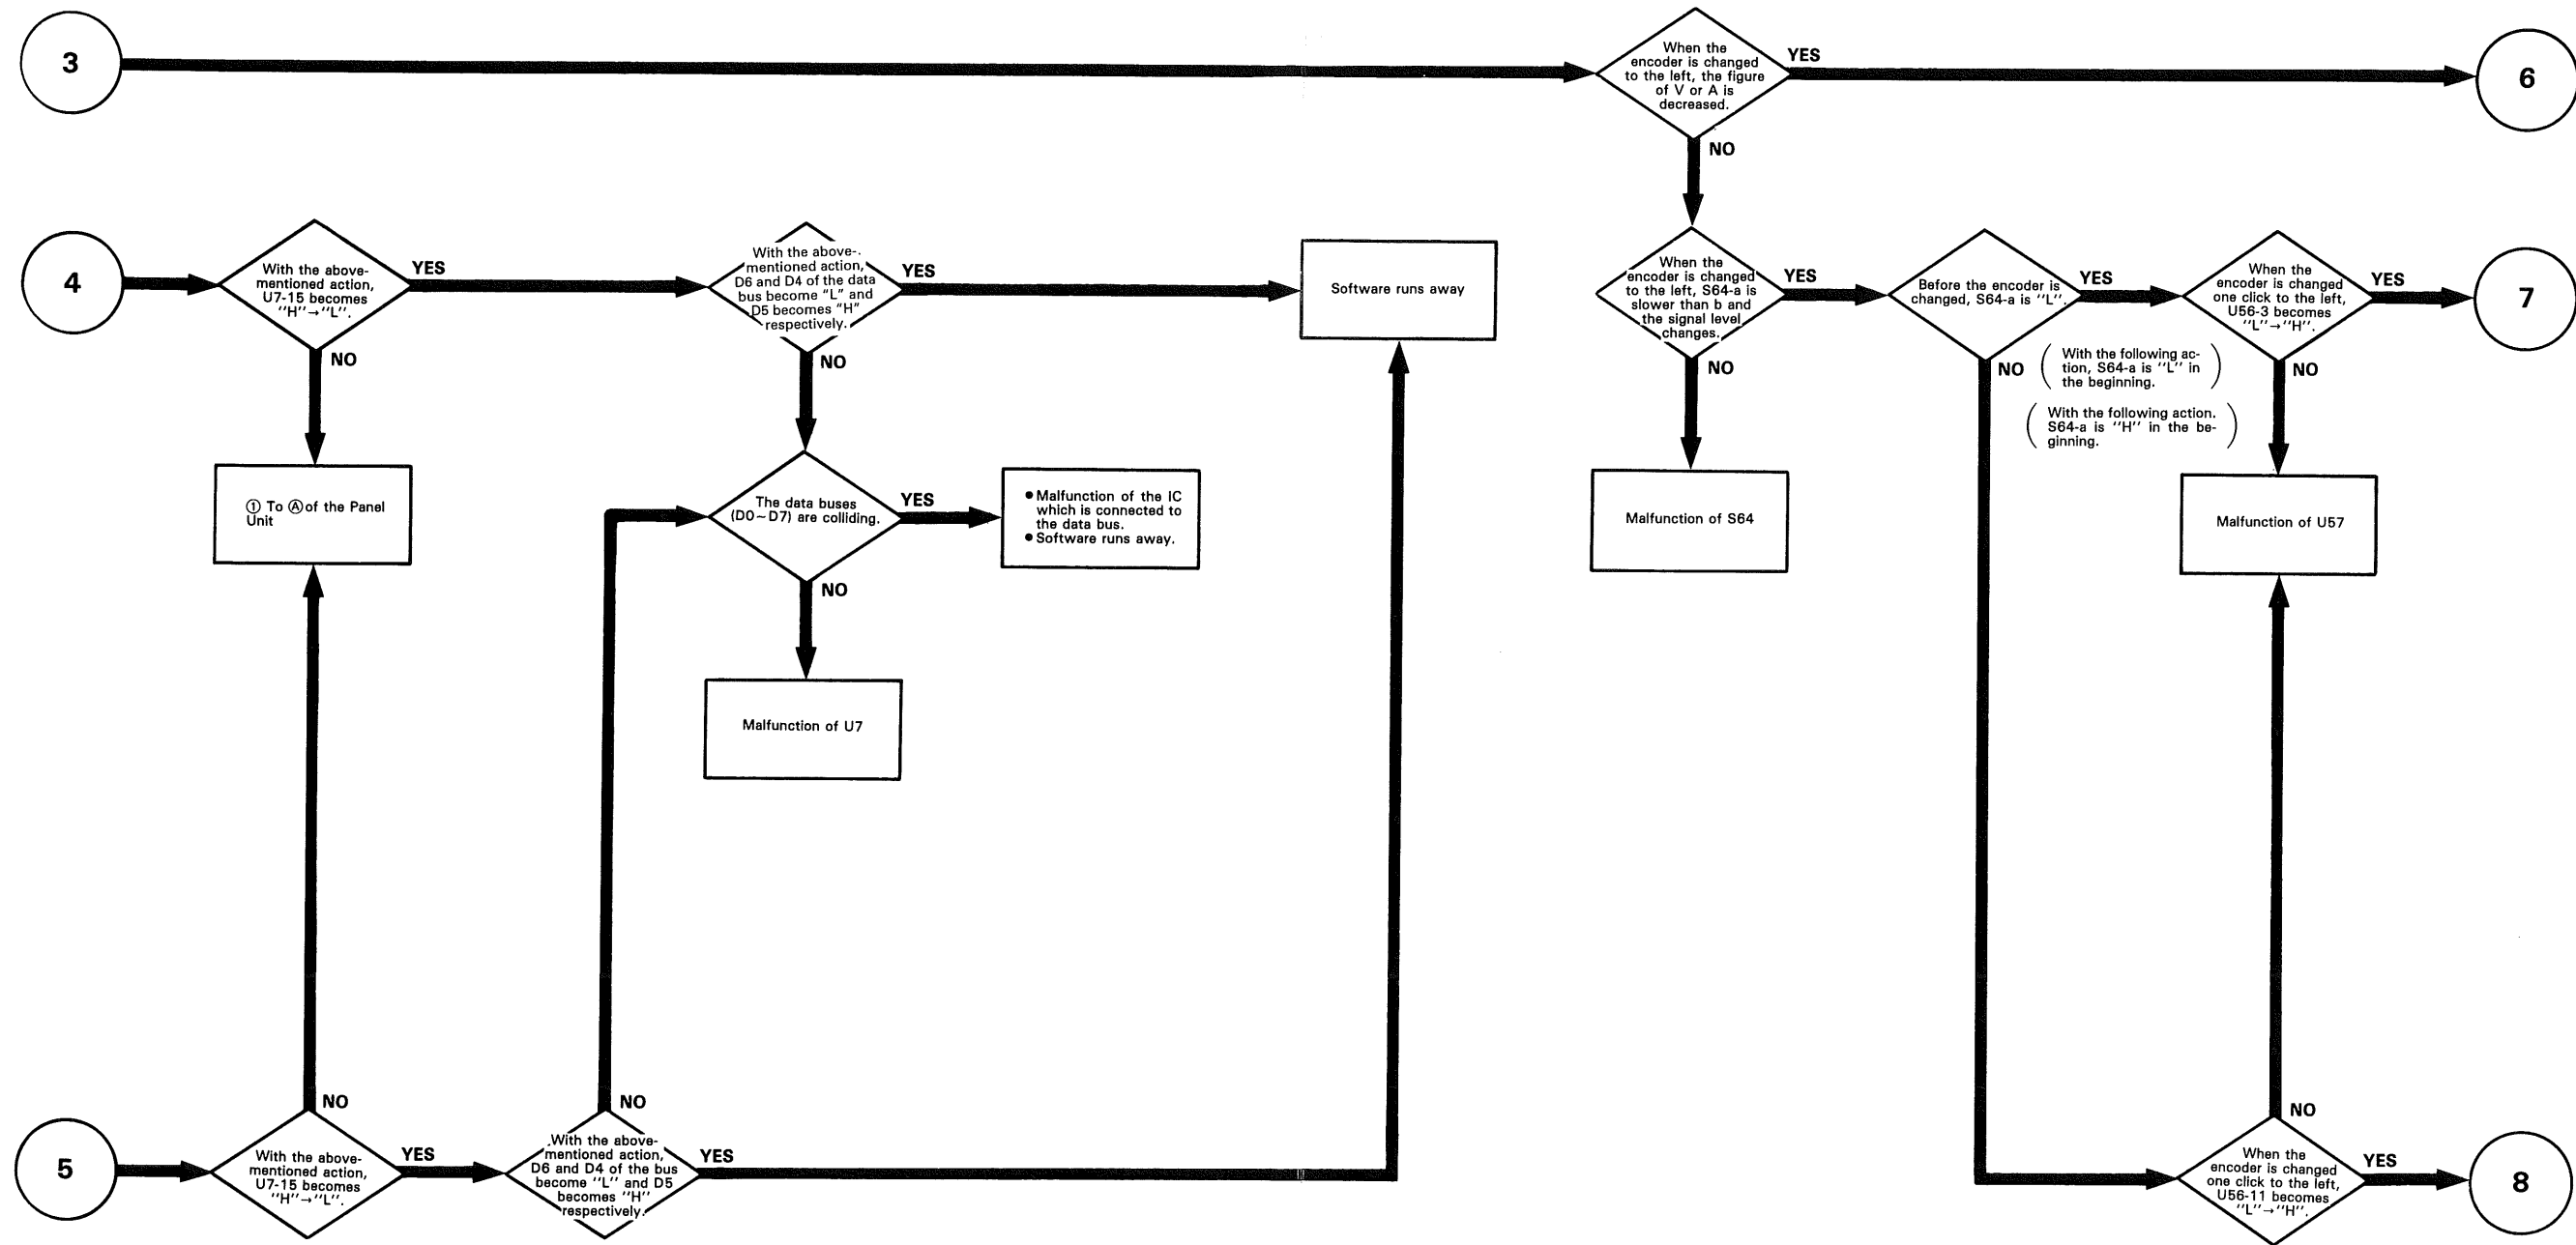 3
When the
encoder is changed
to the left, the figure
of V or A is
decreased.
YES
6
NO
4
With the above-
mentioned action,
U7-15 becomes
"H"→"L".
YES
NO
With the above-
mentioned action,
D6 and D4 of the data
bus become "L" and
D5 becomes "H"
respectively.
YES
NO
Software runs away
When the
encoder is changed
to the left, S64-a is
slower than b and
the signal level
changes.
YES
NO
Before the encoder is
changed, S64-a is "L".
YES
NO
(With the following ac-
tion, S64-a is "L" in
the beginning.)
(With the following action.
S64-a is "H" in the be-
ginning.)
When the
encoder is changed
one click to the left,
U56-3 becomes
"L"→"H".
YES
NO
7
① To Ⓐ of the Panel
Unit
The data buses
(D0~D7) are colliding.
YES
NO
● Malfunction of the IC
which is connected to
the data bus.
● Software runs away.
Malfunction of S64
Malfunction of U57
Malfunction of U7
5
With the above-
mentioned action,
U7-15 becomes
"H"→"L".
NO
YES
With the above-
mentioned action,
D6 and D4 of the bus
become "L" and D5
becomes "H"
respectively.
NO
YES
When the
encoder is changed
one click to the left,
U56-11 becomes
"L"→"H".
NO
YES
8